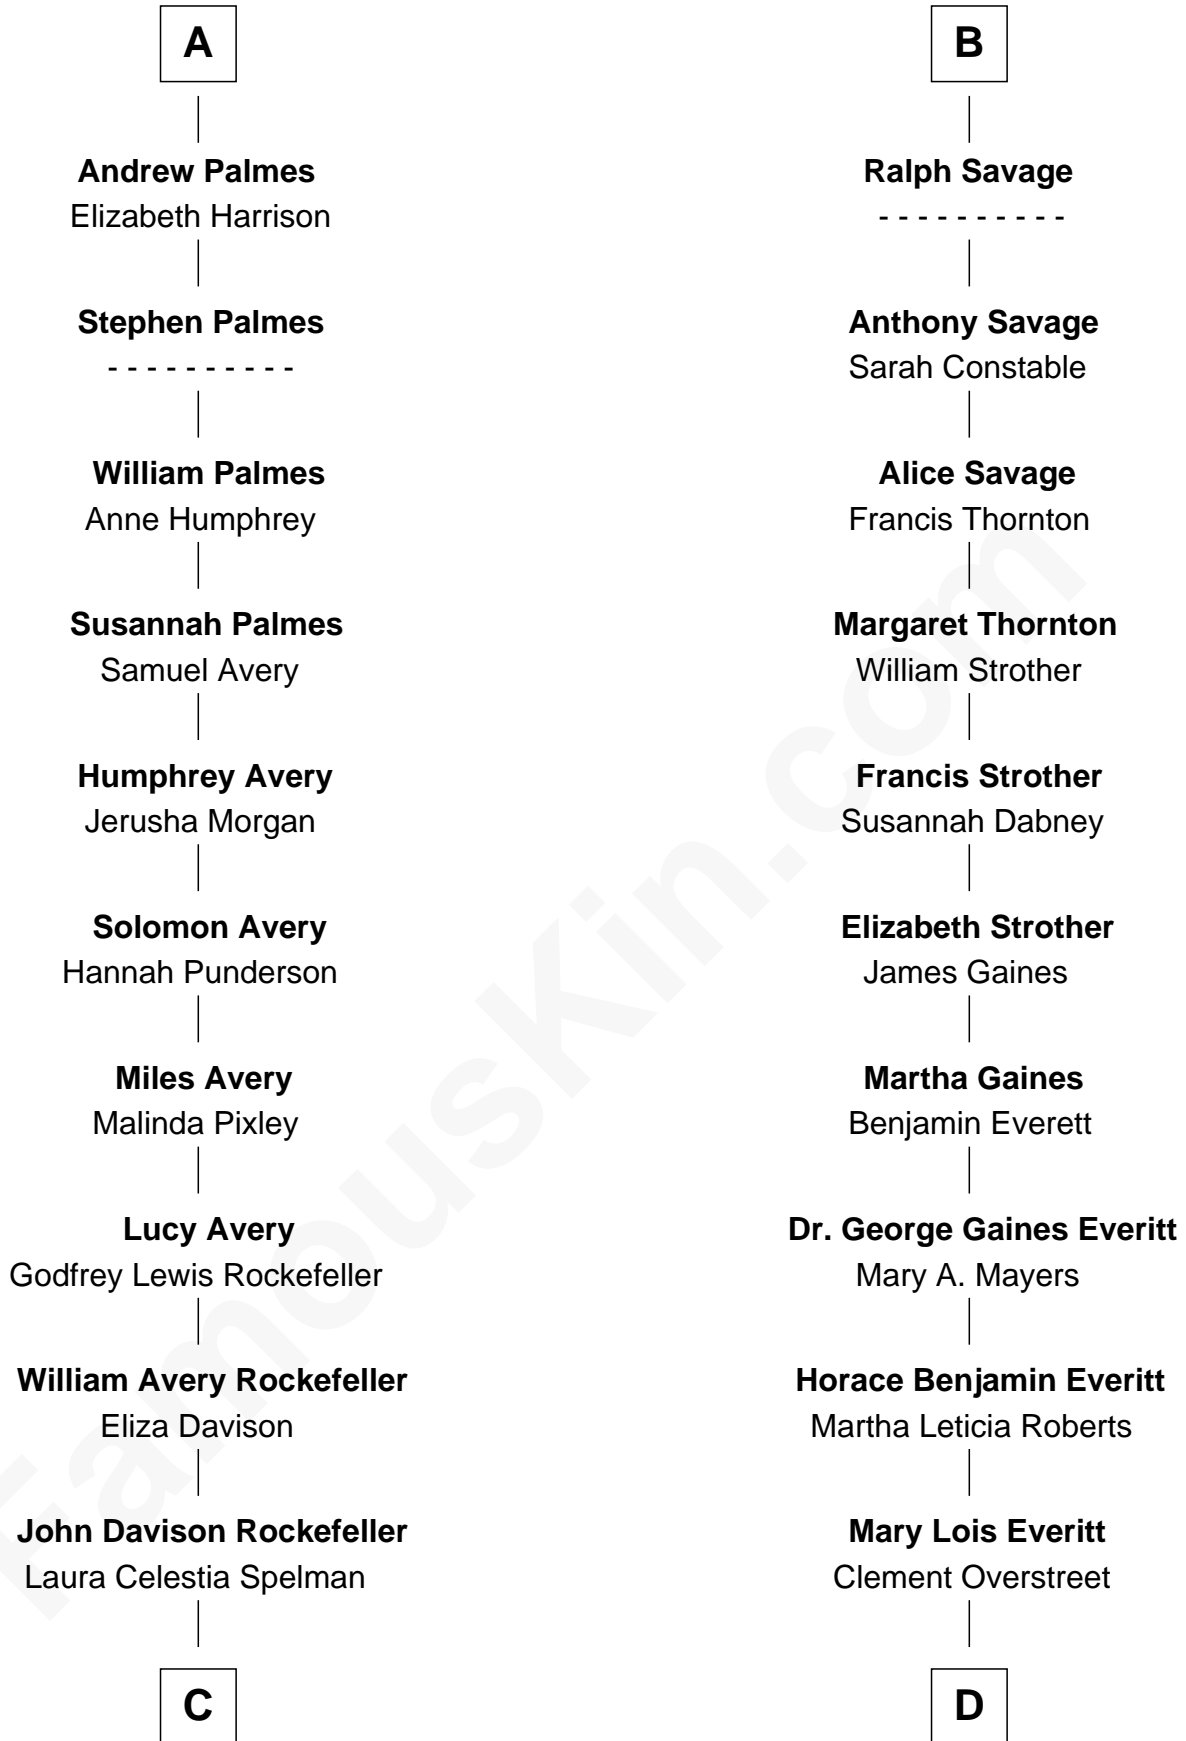 A
Andrew Palmes
Elizabeth Harrison
Stephen Palmes
- - - - - - - - - -
William Palmes
Anne Humphrey
Susannah Palmes
Samuel Avery
Humphrey Avery
Jerusha Morgan
Solomon Avery
Hannah Punderson
Miles Avery
Malinda Pixley
Lucy Avery
Godfrey Lewis Rockefeller
William Avery Rockefeller
Eliza Davison
John Davison Rockefeller
Laura Celestia Spelman
C
B
Ralph Savage
- - - - - - - - - -
Anthony Savage
Sarah Constable
Alice Savage
Francis Thornton
Margaret Thornton
William Strother
Francis Strother
Susannah Dabney
Elizabeth Strother
James Gaines
Martha Gaines
Benjamin Everett
Dr. George Gaines Everitt
Mary A. Mayers
Horace Benjamin Everitt
Martha Leticia Roberts
Mary Lois Everitt
Clement Overstreet
D
FamousKin.com